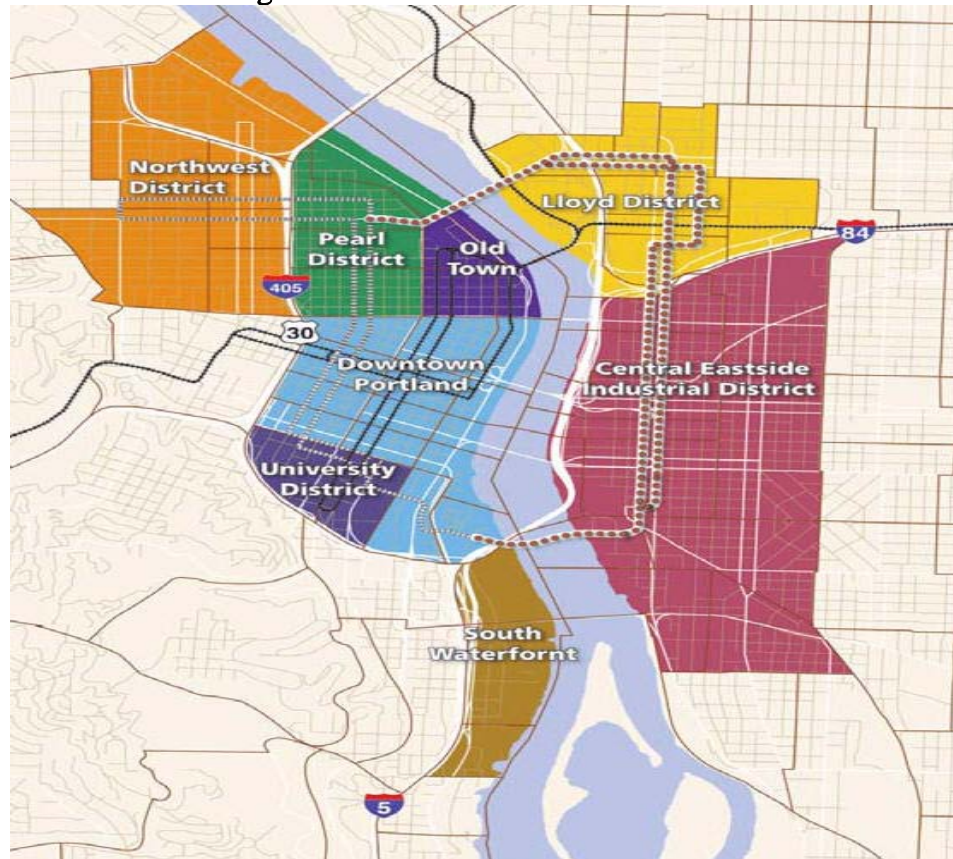 Northwest
District
Lloyd District
Pearl
District
Old
Town
84
405
30
Downtown
Portland
Central Eastside
Industrial District
University
District
South
Waterfornt
5